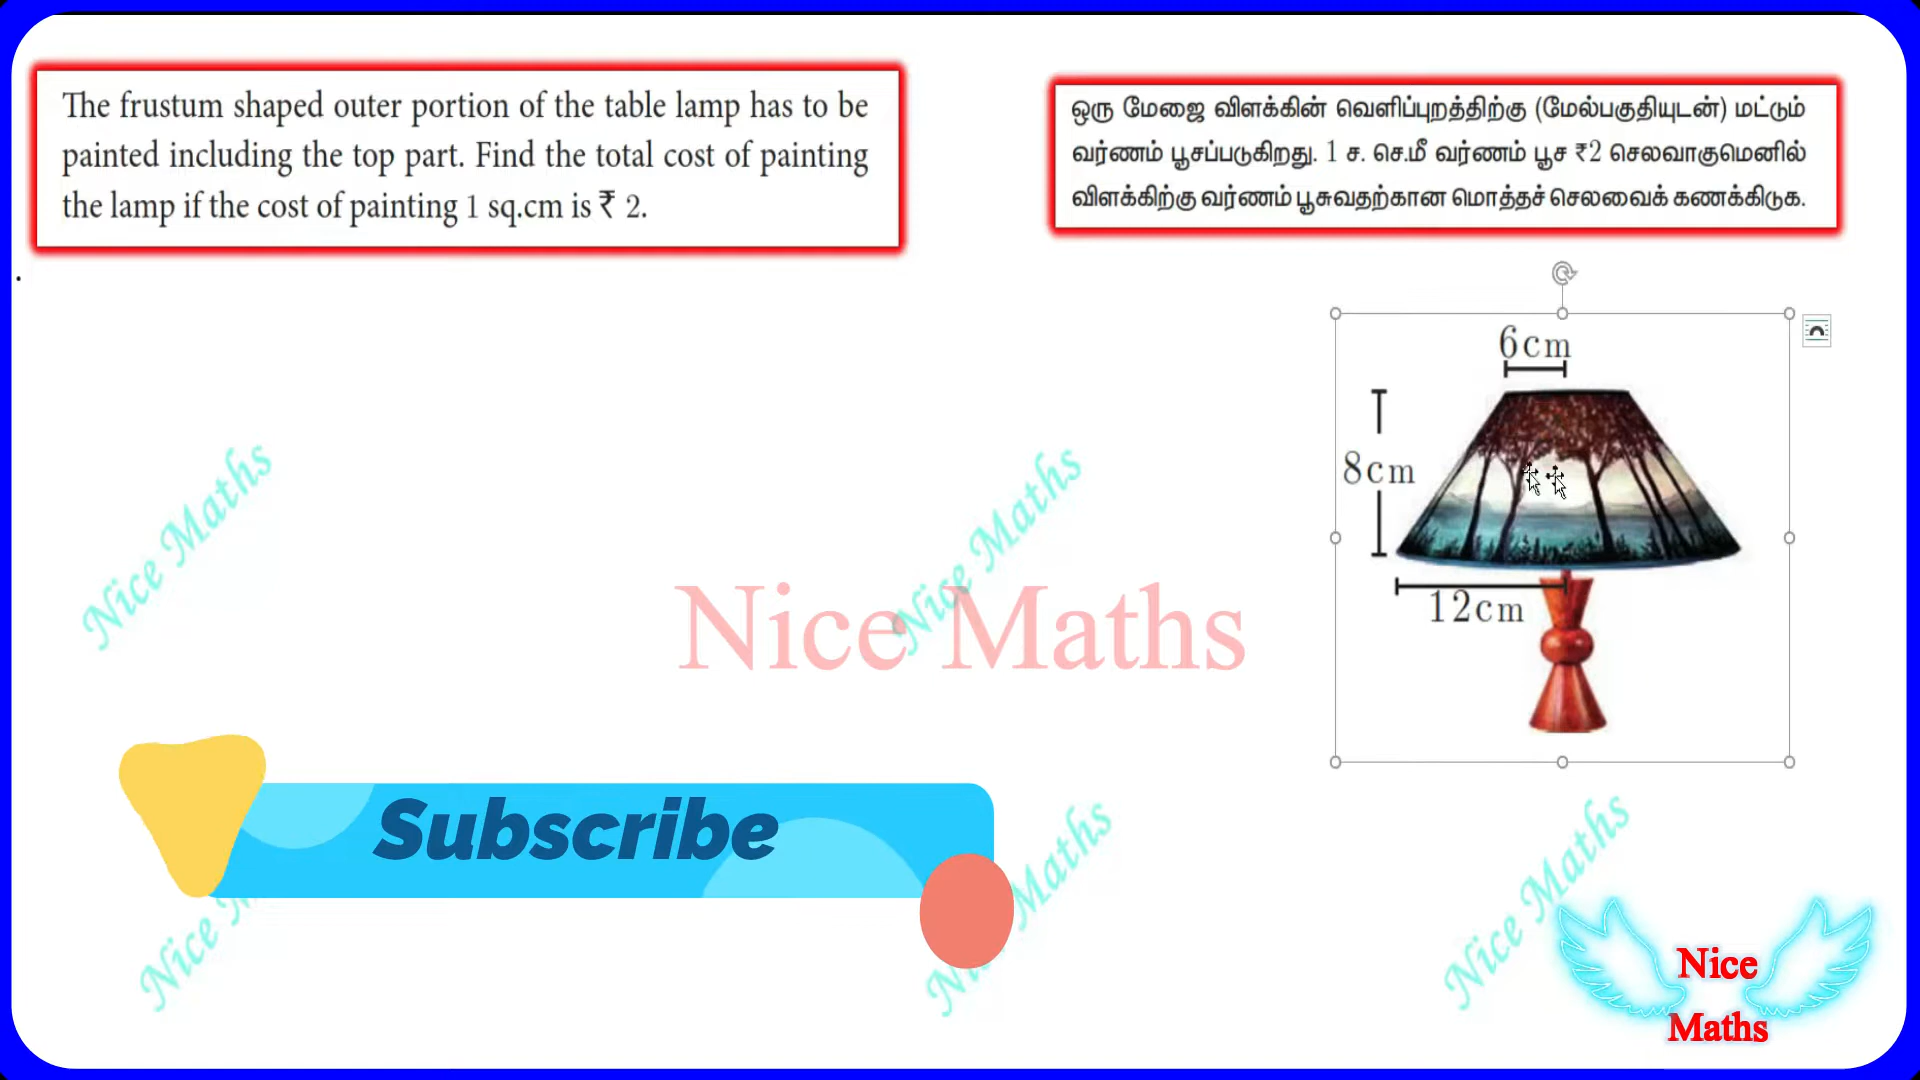 The frustum shaped outer portion of the table lamp has to be
painted including the top part. Find the total cost of painting
the lamp if the cost of painting 1 sq.cm is ₹ 2.
ஒரு மேஜை விளக்கின் வெளிப்புறத்திற்கு (மேல்பகுதியுடன்) மட்டும்
வர்ணம் பூசப்படுகிறது. 1 ச. செ.மீ வர்ணம் பூச ₹2 செலவாகுமெனில்
விளக்கிற்கு வர்ணம் பூசுவதற்கான மொத்தச் செலவைக் கணக்கிடுக.
6cm
8cm
12cm
Nice Maths
Nice Maths
Nice Maths
Subscribe
Nice
Maths
Nice Maths
Nice
Maths